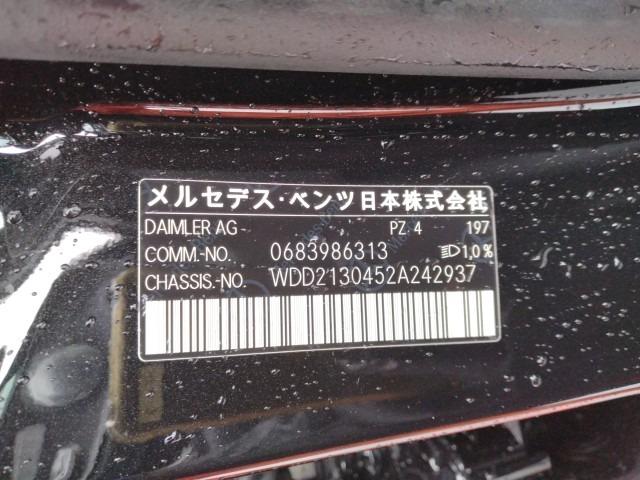 メルセデス・ベンツ日本株式会社
DAIMLER AG PZ 4 197
COMM.-NO. 0683986313 1,0%
CHASSIS.-NO. WDD2130452A242937